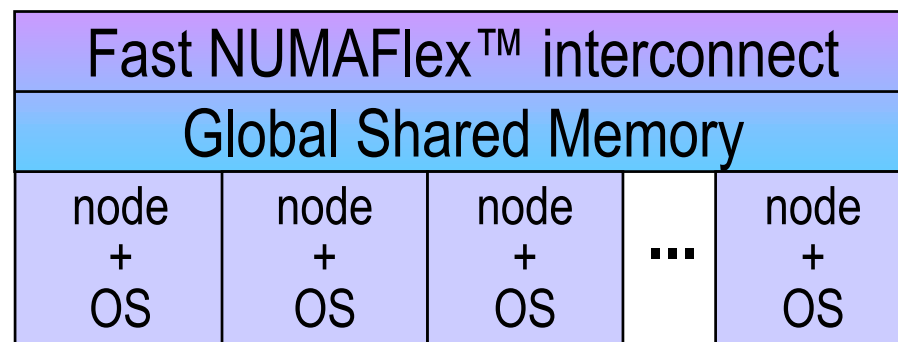 Fast NUMAFlex™ interconnect
Global Shared Memory
node node node ... node
+ + + +
OS OS OS OS